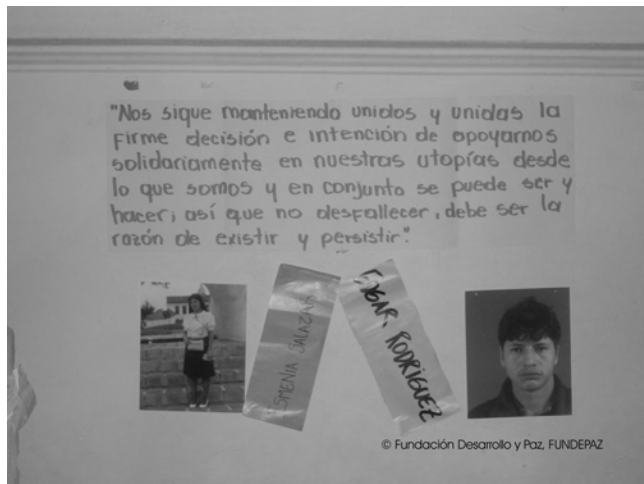 "Nos sigue manteniendo unidos y unidas la
firme decisión e intención de apoyarnos
solidariamente en nuestras utopías desde
lo que somos y en conjunto se puede ser y
hacer; así que no desfallecer, debe ser la
razón de existir y persistir".
ISMENIA SALAZAR
EDGAR RODRIGUEZ
© Fundación Desarrollo y Paz, FUNDEPAZ